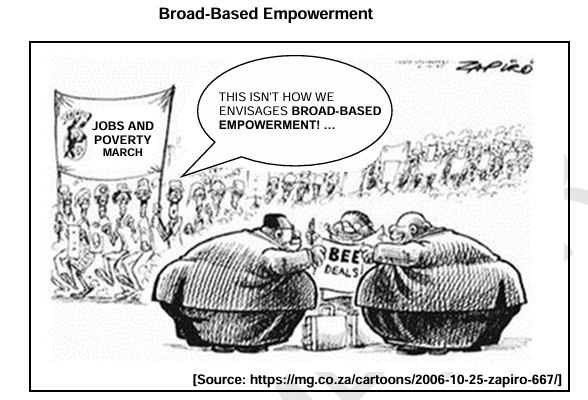 Broad-Based Empowerment
ZAPIRO
THIS ISN'T HOW WE
ENVISAGES BROAD-BASED
EMPOWERMENT! ...
JOBS AND
POVERTY
MARCH
BEE
DEALS
[Source: https://mg.co.za/cartoons/2006-10-25-zapiro-667/]